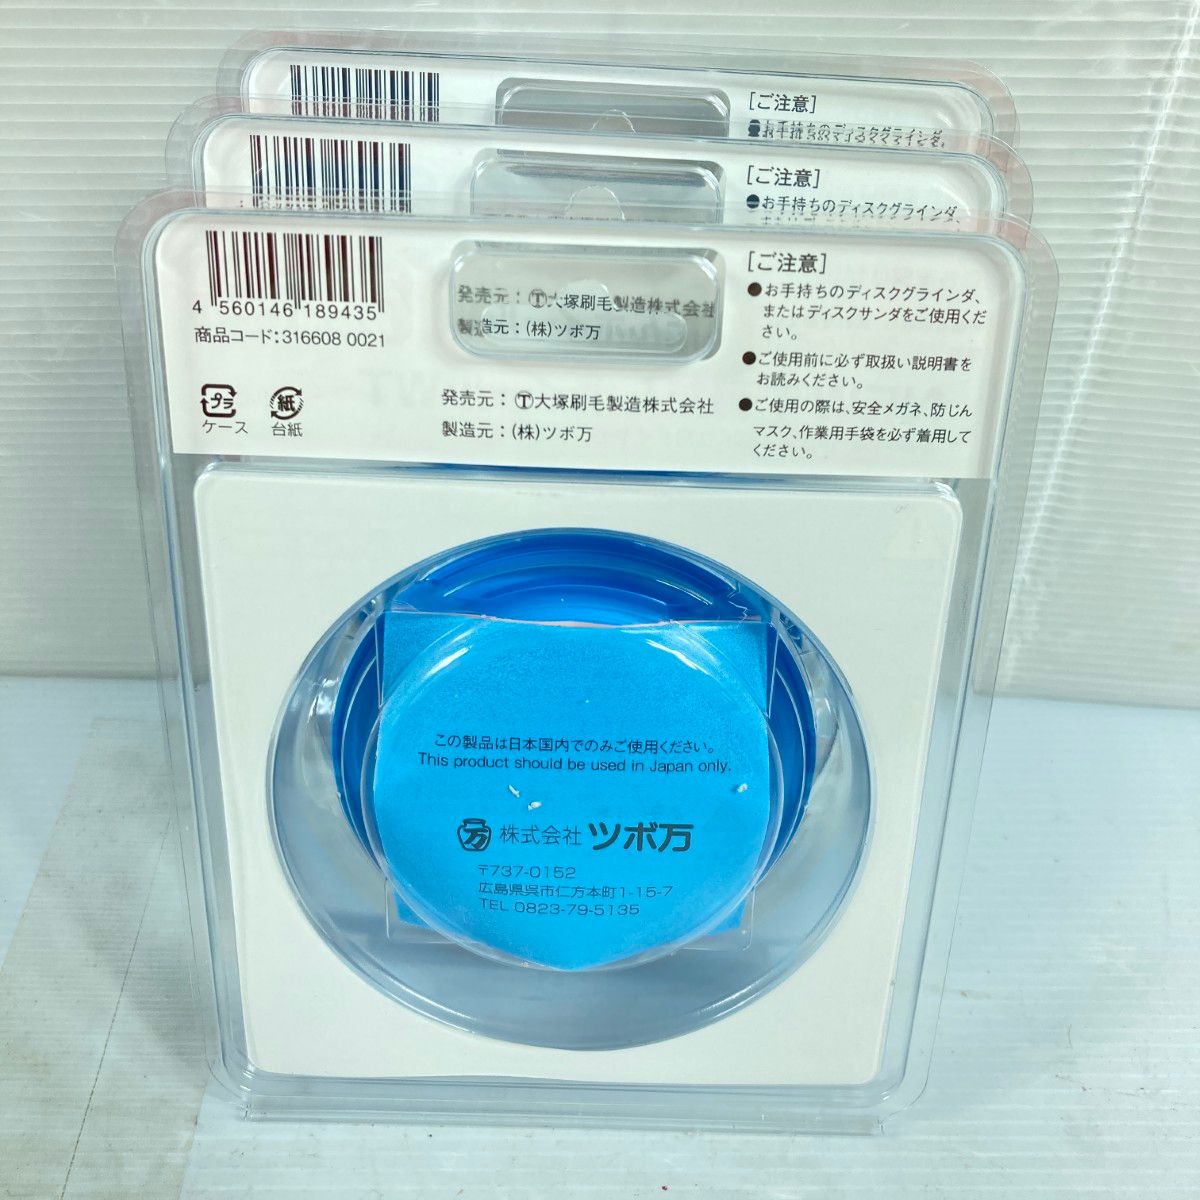 [ご注意]
●お手持ちのディスクグラインダ、
[ご注意]
●お手持ちのディスクグラインダ、
4 560146 189435
商品コード:316608 0021
プラ
ケース
紙
台紙
発売元:Ⓣ大塚刷毛製造株式会社
製造元:(株)ツボ万
発売元:Ⓣ大塚刷毛製造株式会社
製造元:(株)ツボ万
[ご注意]
●お手持ちのディスクグラインダ、
またはディスクサンダをご使用くだ
さい。
●ご使用前に必ず取扱い説明書を
お読みください。
●ご使用の際は、安全メガネ、防じん
マスク、作業用手袋を必ず着用して
ください。
この製品は日本国内でのみご使用ください。
This product should be used in Japan only.
万 株式会社 ツボ万
〒737-0152
広島県呉市仁方本町1-15-7
TEL 0823-79-5135